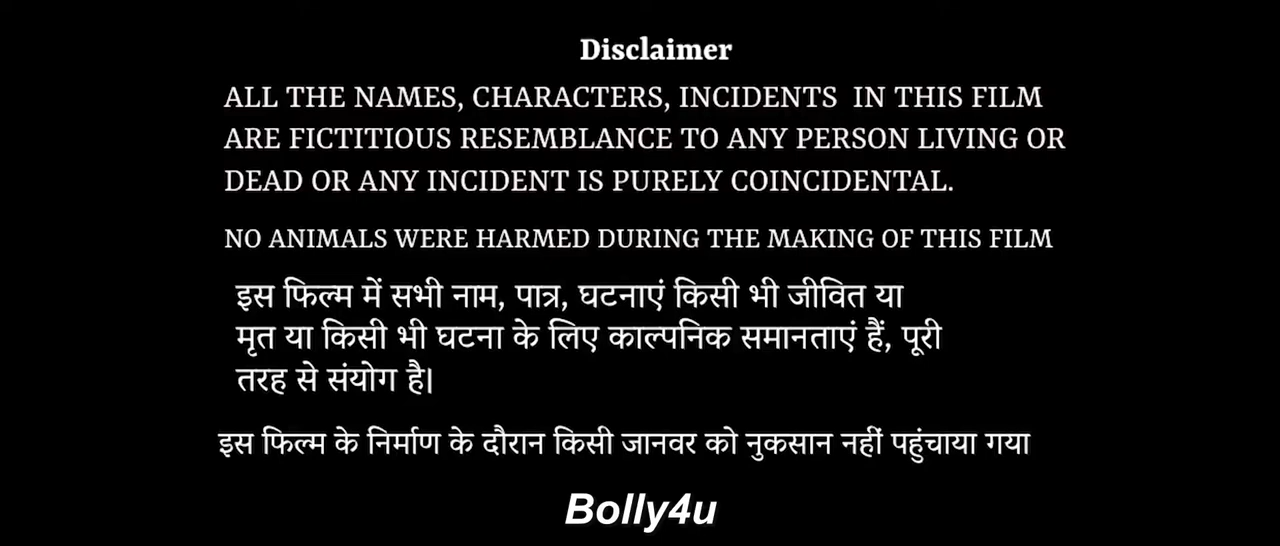 Disclaimer
ALL THE NAMES, CHARACTERS, INCIDENTS IN THIS FILM
ARE FICTITIOUS RESEMBLANCE TO ANY PERSON LIVING OR
DEAD OR ANY INCIDENT IS PURELY COINCIDENTAL.
NO ANIMALS WERE HARMED DURING THE MAKING OF THIS FILM
इस फिल्म में सभी नाम, पात्र, घटनाएं किसी भी जीवित या
मृत या किसी भी घटना के लिए काल्पनिक समानताएं हैं, पूरी
तरह से संयोग है।
इस फिल्म के निर्माण के दौरान किसी जानवर को नुकसान नहीं पहुंचाया गया
Bolly4u